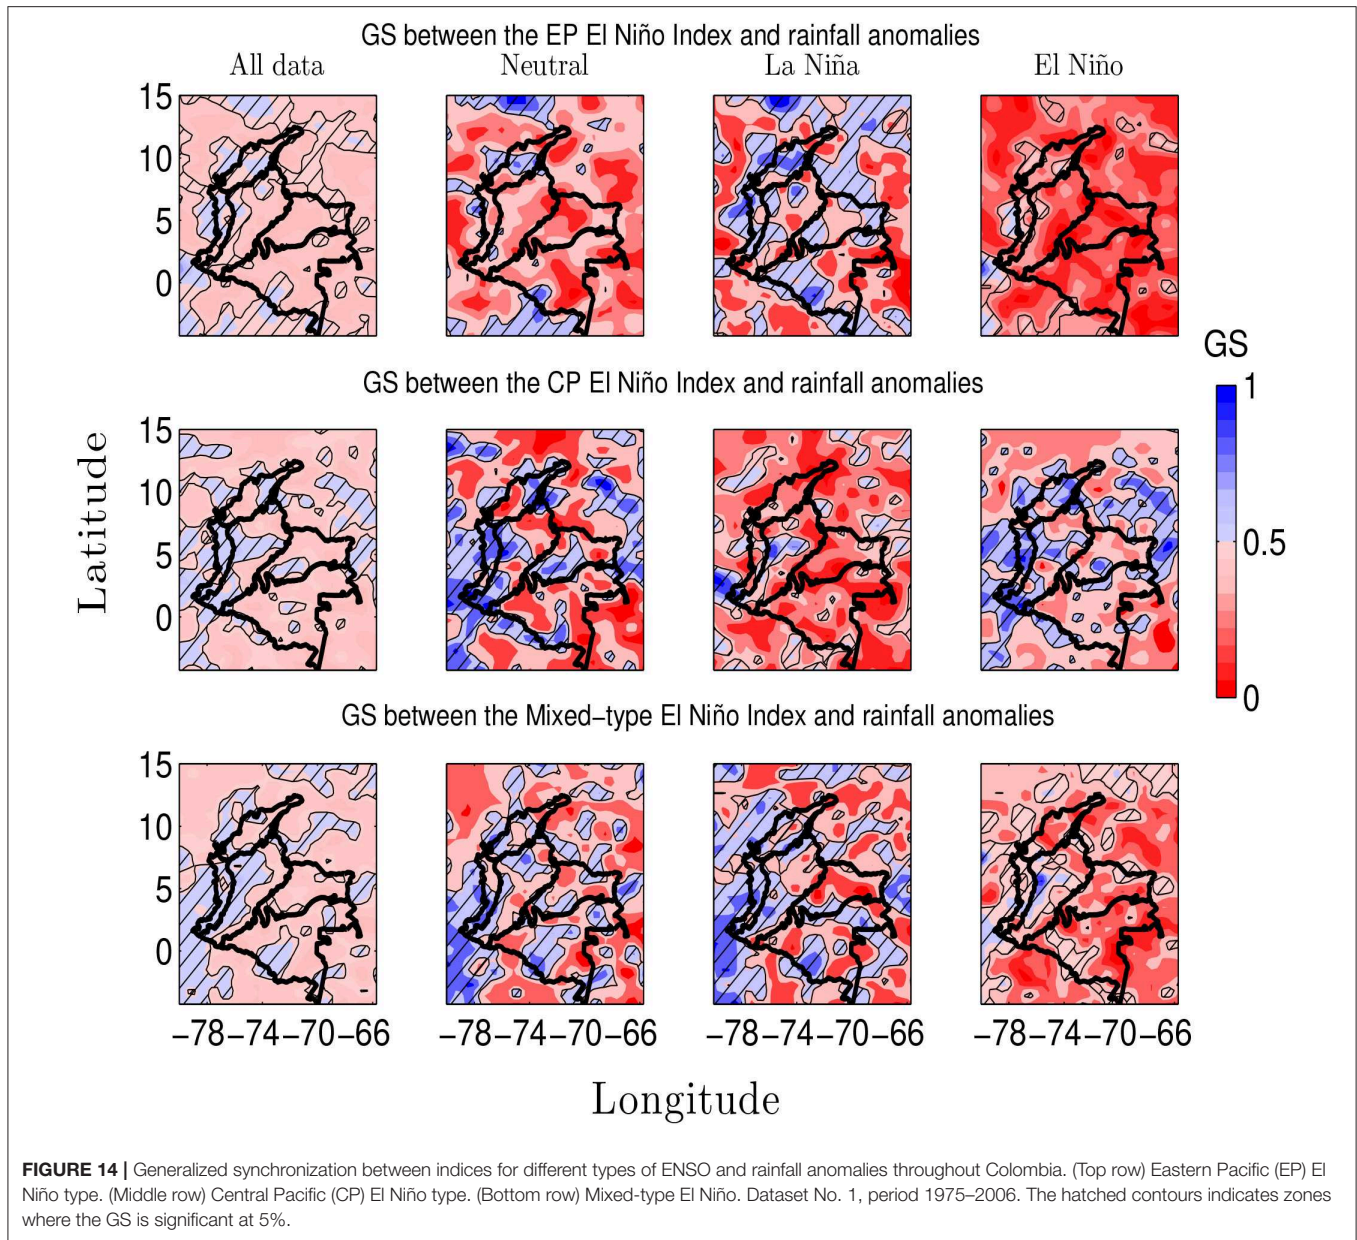 GS between the EP El Niño Index and rainfall anomalies
All data Neutral La Niña El Niño
15
10
5
0
GS between the CP El Niño Index and rainfall anomalies
15
10
5
0
GS
1
0.5
0
Latitude
GS between the Mixed−type El Niño Index and rainfall anomalies
15
10
5
0
−78−74−70−66 −78−74−70−66 −78−74−70−66 −78−74−70−66
Longitude
FIGURE 14 | Generalized synchronization between indices for different types of ENSO and rainfall anomalies throughout Colombia. (Top row) Eastern Pacific (EP) El
Niño type. (Middle row) Central Pacific (CP) El Niño type. (Bottom row) Mixed-type El Niño. Dataset No. 1, period 1975–2006. The hatched contours indicates zones
where the GS is significant at 5%.